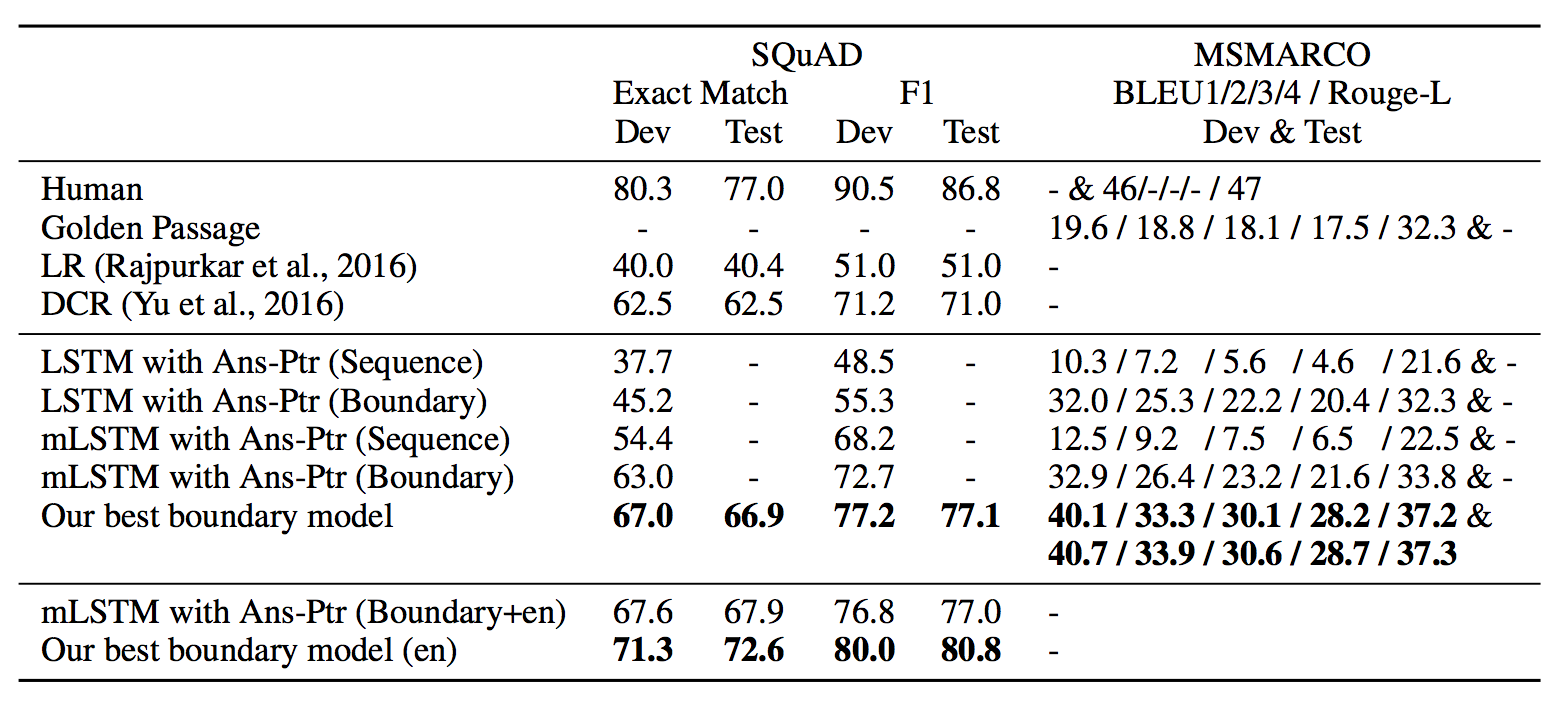 SQuAD MSMARCO
Exact Match F1 BLEU1/2/3/4 / Rouge-L
Dev Test Dev Test Dev & Test
Human 80.3 77.0 90.5 86.8 - & 46/-/-/- / 47
Golden Passage - - - - 19.6 / 18.8 / 18.1 / 17.5 / 32.3 & -
LR (Rajpurkar et al., 2016) 40.0 40.4 51.0 51.0 -
DCR (Yu et al., 2016) 62.5 62.5 71.2 71.0 -
LSTM with Ans-Ptr (Sequence) 37.7 - 48.5 - 10.3 / 7.2 / 5.6 / 4.6 / 21.6 & -
LSTM with Ans-Ptr (Boundary) 45.2 - 55.3 - 32.0 / 25.3 / 22.2 / 20.4 / 32.3 & -
mLSTM with Ans-Ptr (Sequence) 54.4 - 68.2 - 12.5 / 9.2 / 7.5 / 6.5 / 22.5 & -
mLSTM with Ans-Ptr (Boundary) 63.0 - 72.7 - 32.9 / 26.4 / 23.2 / 21.6 / 33.8 & -
Our best boundary model 67.0 66.9 77.2 77.1 40.1 / 33.3 / 30.1 / 28.2 / 37.2 &
40.7 / 33.9 / 30.6 / 28.7 / 37.3
mLSTM with Ans-Ptr (Boundary+en) 67.6 67.9 76.8 77.0 -
Our best boundary model (en) 71.3 72.6 80.0 80.8 -